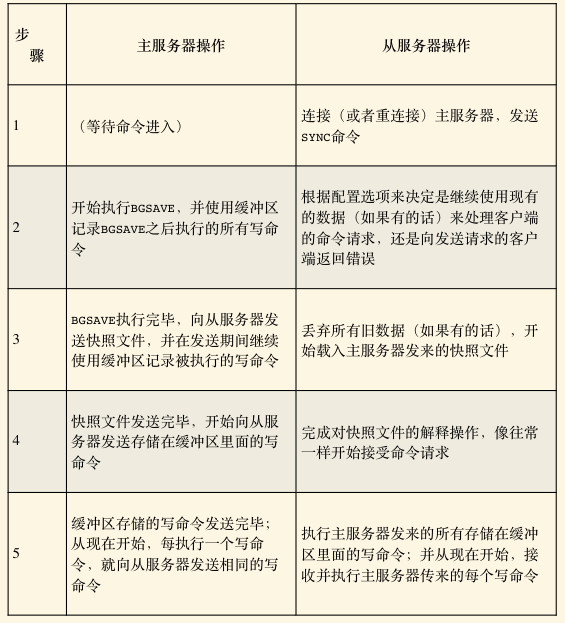 步
骤
主服务器操作
从服务器操作
1
（等待命令进入）
连接（或者重连接）主服务器，发送
SYNC命令
2
开始执行BGSAVE，并使用缓冲区
记录BGSAVE之后执行的所有写命
令
根据配置选项来决定是继续使用现有
的数据（如果有的话）来处理客户端
的命令请求，还是向发送请求的客户
端返回错误
3
BGSAVE执行完毕，向从服务器发
送快照文件，并在发送期间继续
使用缓冲区记录被执行的写命令
丢弃所有旧数据（如果有的话），开
始载入主服务器发来的快照文件
4
快照文件发送完毕，开始向从服
务器发送存储在缓冲区里面的写
命令
完成对快照文件的解释操作，像往常
一样开始接受命令请求
5
缓冲区存储的写命令发送完毕；
从现在开始，每执行一个写命
令，就向从服务器发送相同的写
命令
执行主服务器发来的所有存储在缓冲
区里面的写命令；并从现在开始，接
收并执行主服务器传来的每个写命令